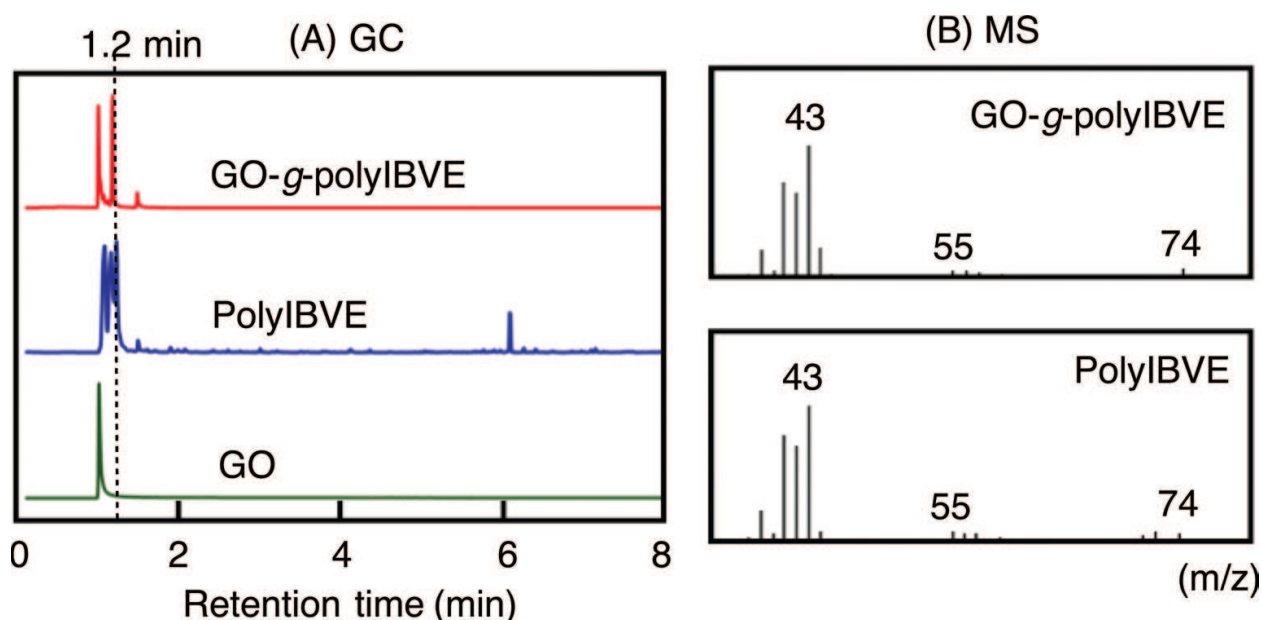 (A) GC
1.2 min
GO-g-polyIBVE
PolyIBVE
GO
0 2 4 6 8
Retention time (min)
(B) MS
GO-g-polyIBVE
43
55
74
PolyIBVE
43
55
74
(m/z)